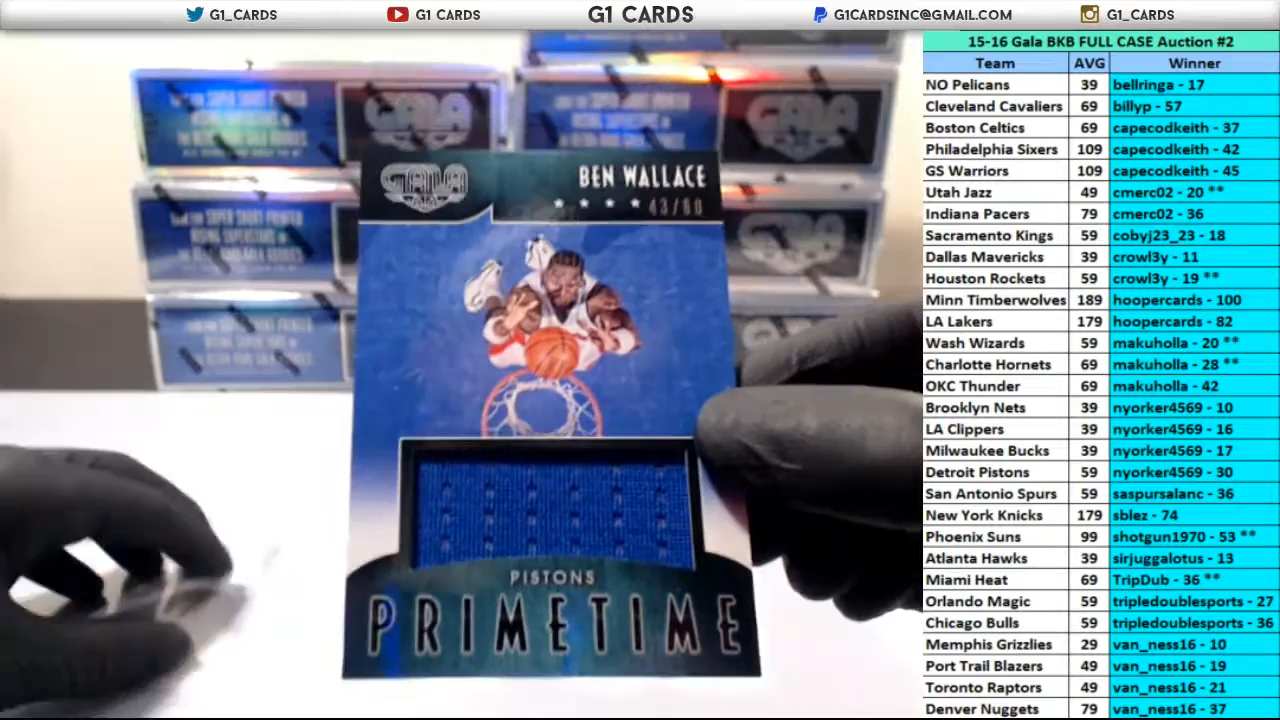 G1_CARDS
G1 CARDS
G1 CARDS
G1CARDSINC@GMAIL.COM
G1_CARDS
GALA
GALA
GALA
BEN WALLACE
43/60
PISTONS
PRIMETIME
15-16 Gala BKB FULL CASE Auction #2
Team AVG Winner
NO Pelicans 39 bellringa - 17
Cleveland Cavaliers 69 billyp - 57
Boston Celtics 69 capecodkeith - 37
Philadelphia Sixers 109 capecodkeith - 42
GS Warriors 109 capecodkeith - 45
Utah Jazz 49 cmerc02 - 20 **
Indiana Pacers 79 cmerc02 - 36
Sacramento Kings 59 cobyj23_23 - 18
Dallas Mavericks 39 crowl3y - 11
Houston Rockets 59 crowl3y - 19 **
Minn Timberwolves 189 hoopercards - 100
LA Lakers 179 hoopercards - 82
Wash Wizards 59 makuholla - 20 **
Charlotte Hornets 69 makuholla - 28 **
OKC Thunder 69 makuholla - 42
Brooklyn Nets 39 nyorker4569 - 10
LA Clippers 39 nyorker4569 - 16
Milwaukee Bucks 39 nyorker4569 - 17
Detroit Pistons 59 nyorker4569 - 30
San Antonio Spurs 59 saspursalanc - 36
New York Knicks 179 sblez - 74
Phoenix Suns 99 shotgun1970 - 53 **
Atlanta Hawks 39 sirjuggalotus - 13
Miami Heat 69 TripDub - 36 **
Orlando Magic 59 tripledoublesports - 27
Chicago Bulls 59 tripledoublesports - 36
Memphis Grizzlies 29 van_ness16 - 10
Port Trail Blazers 49 van_ness16 - 19
Toronto Raptors 49 van_ness16 - 21
Denver Nuggets 79 van_ness16 - 37